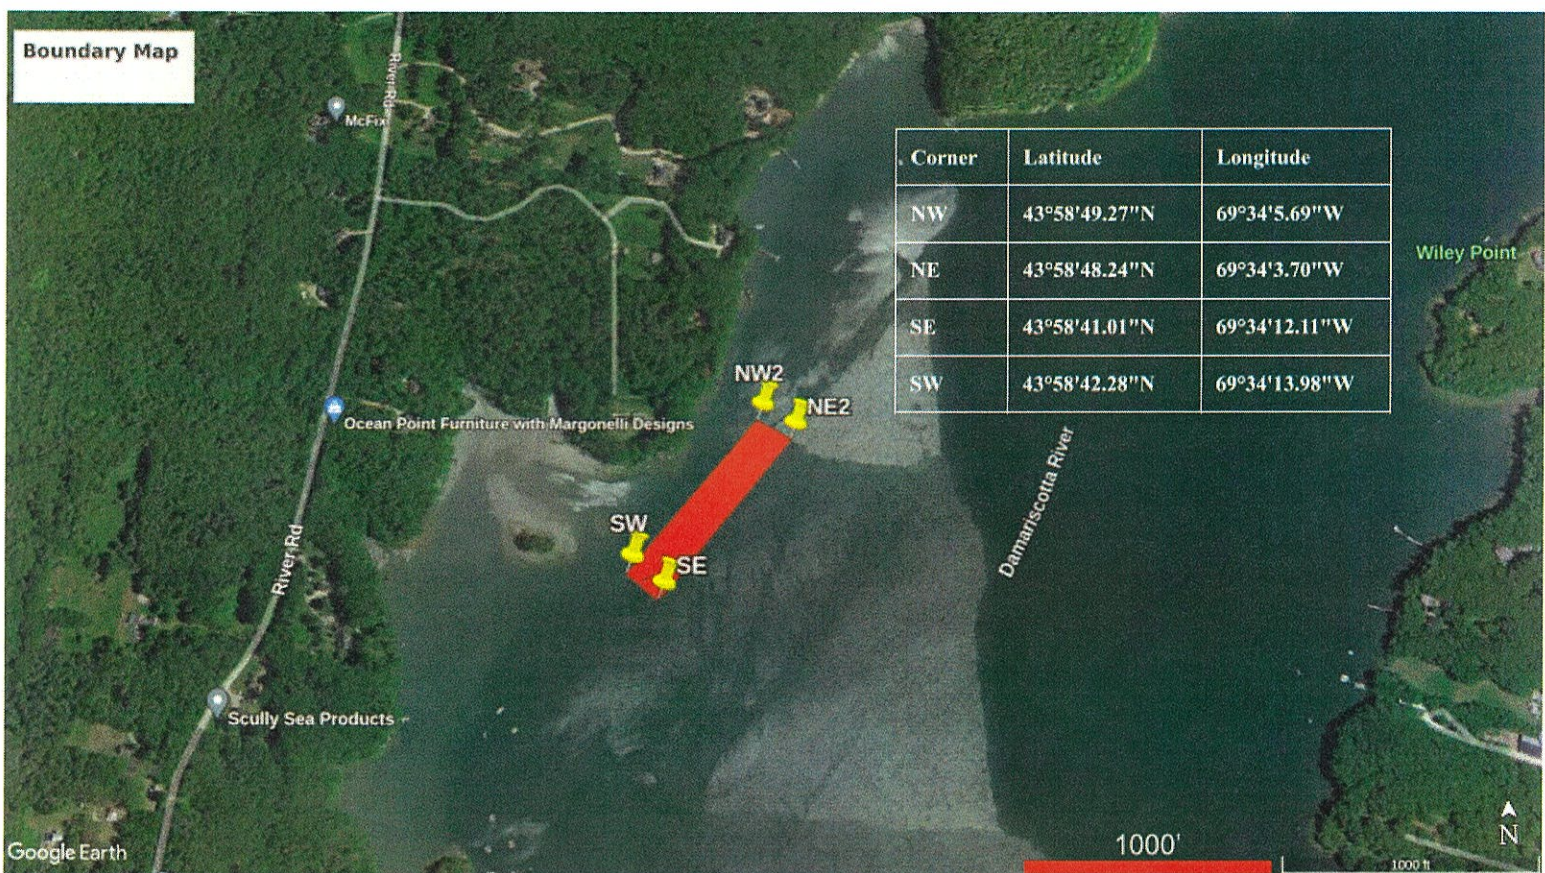 Boundary Map
River Rd
McFix
Corner Latitude Longitude
NW 43°58'49.27"N 69°34'5.69"W
NE 43°58'48.24"N 69°34'3.70"W
SE 43°58'41.01"N 69°34'12.11"W
SW 43°58'42.28"N 69°34'13.98"W
Wiley Point
NW2
NE2
Ocean Point Furniture with Margonelli Designs
Damariscotta River
SW
SE
River Rd
Scully Sea Products
N
1000'
1000 ft
Google Earth